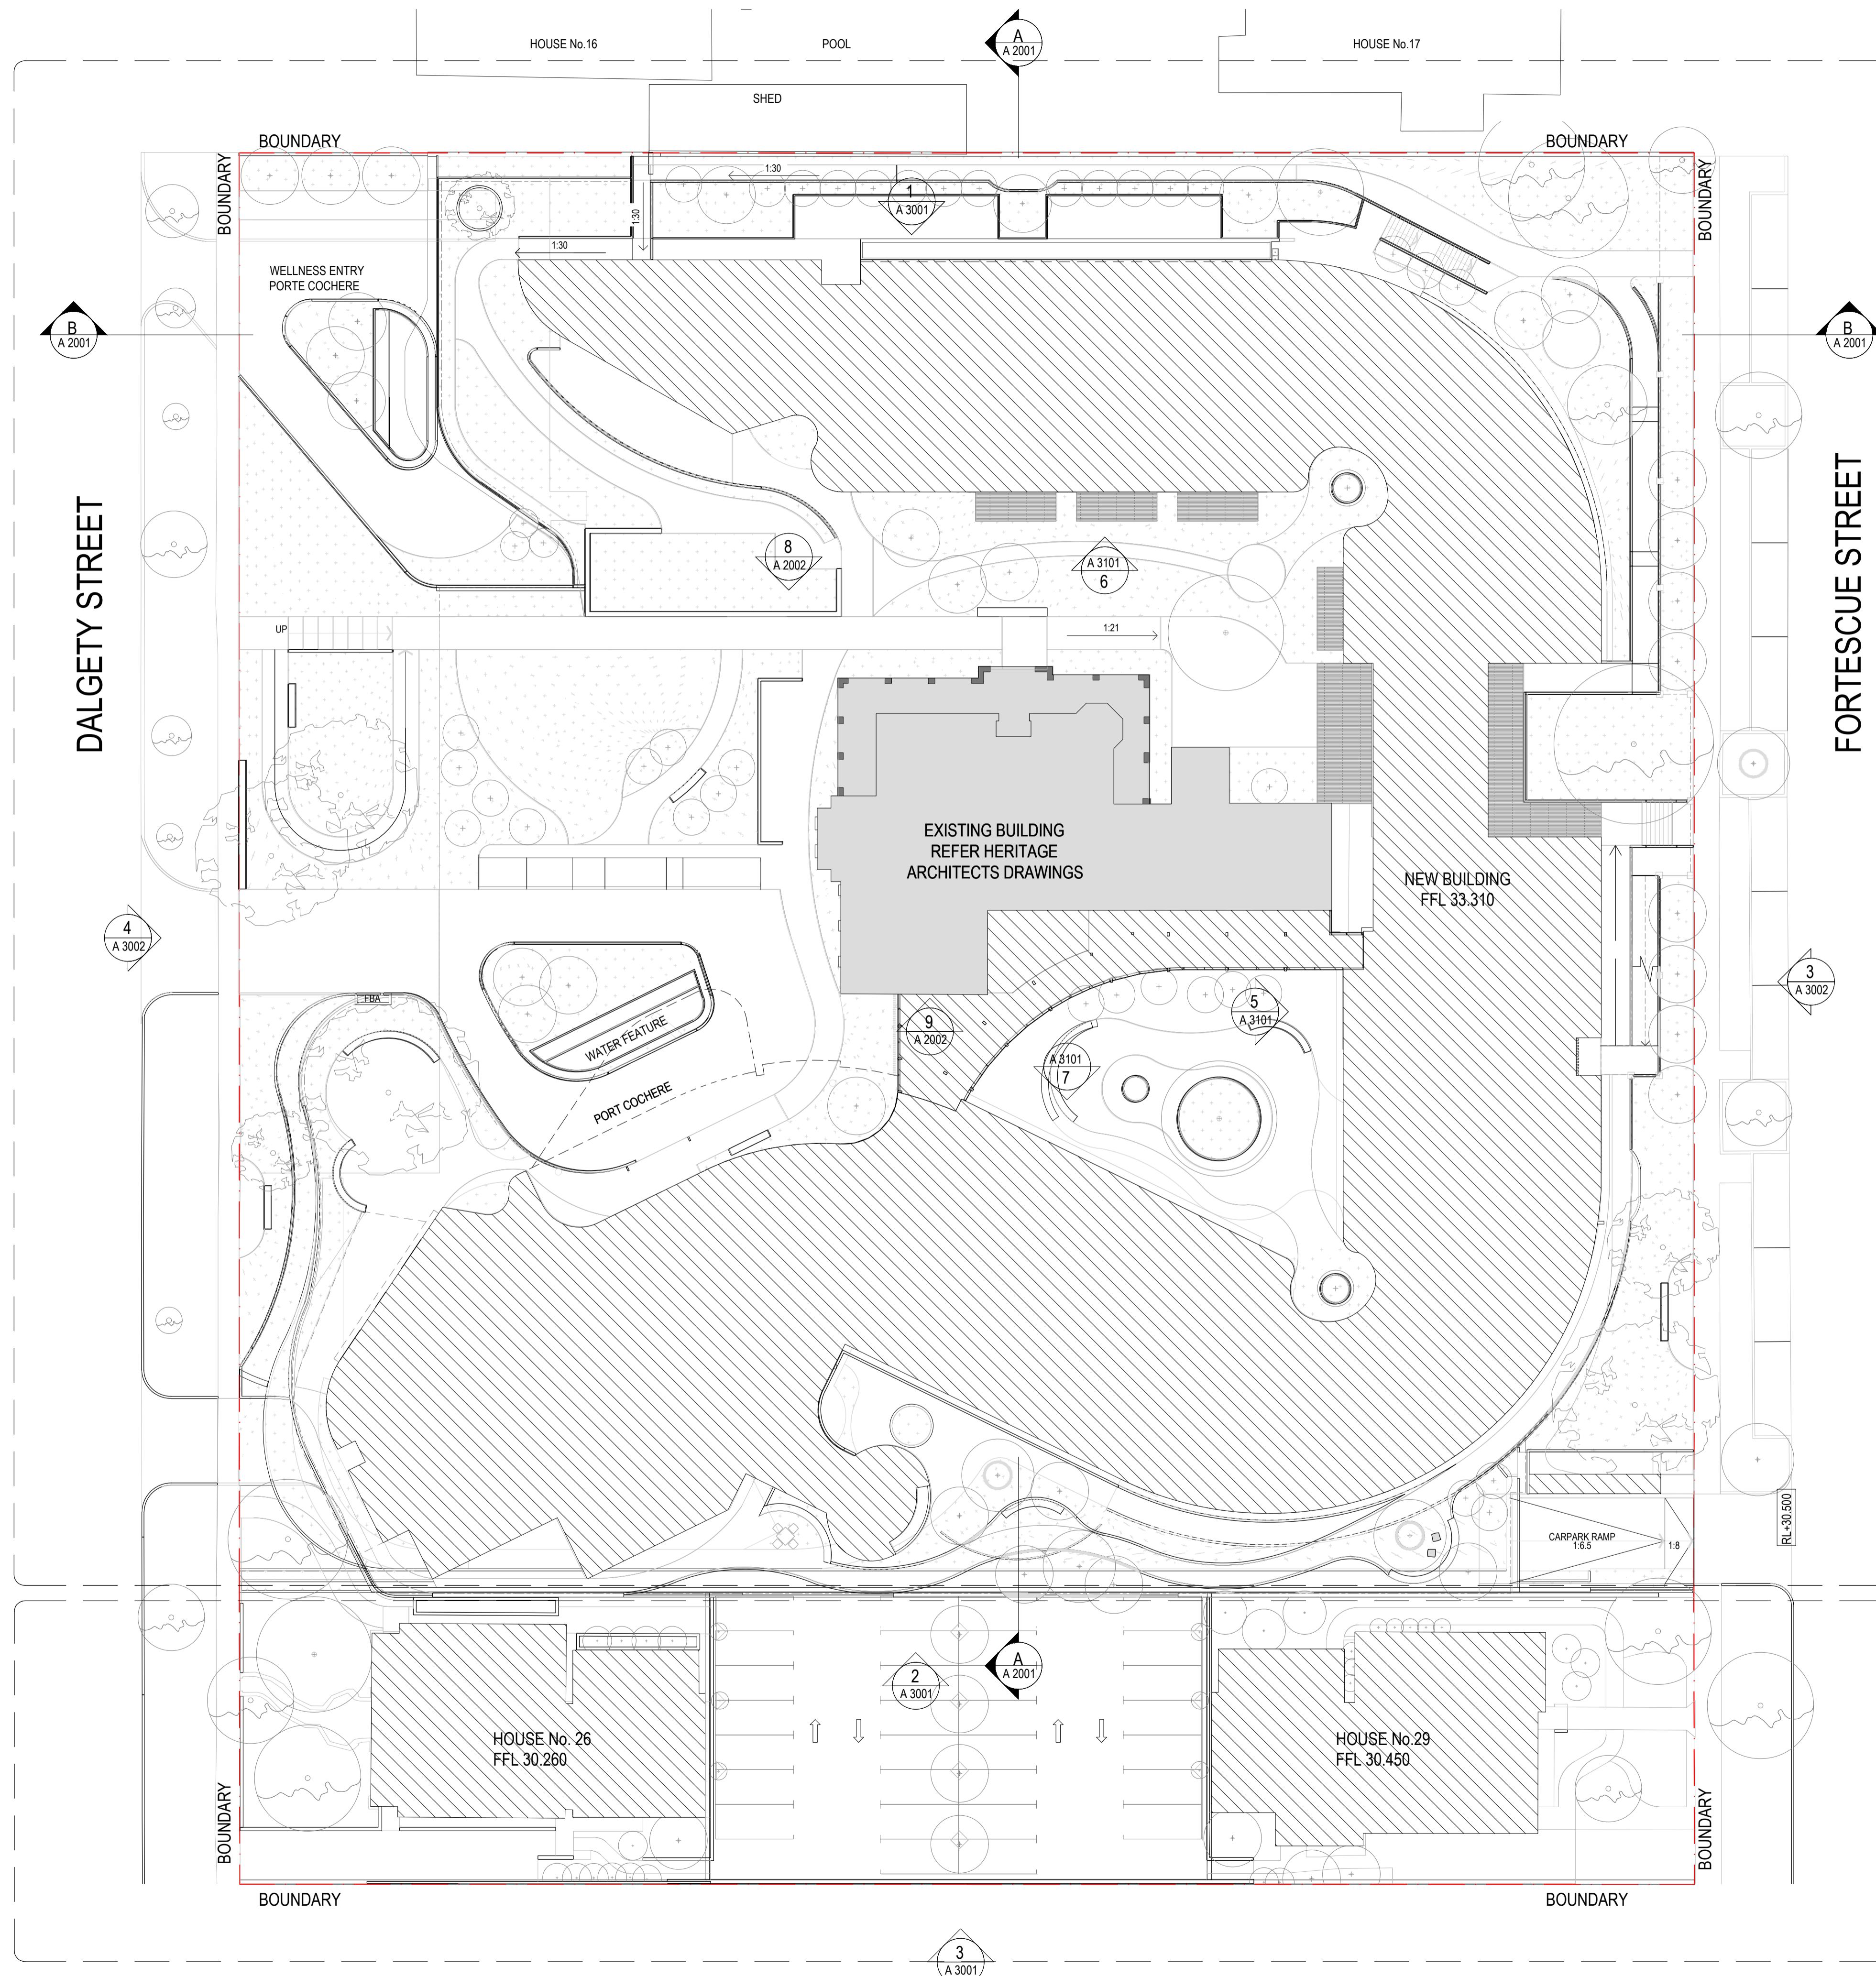 HOUSE No.16
POOL
A
A 2001
HOUSE No.17
SHED
BOUNDARY
BOUNDARY
BOUNDARY
BOUNDARY
1:30
1
A 3001
1:30
1:30
WELLNESS ENTRY
PORTE COCHERE
B
A 2001
B
A 2001
DALGETY STREET
FORTESCUE STREET
8
A 2002
A 3101
6
UP
1:21
EXISTING BUILDING
REFER HERITAGE
ARCHITECTS DRAWINGS
NEW BUILDING
FFL 33.310
4
A 3002
3
A 3002
FBA
WATER FEATURE
PORT COCHERE
9
A 2002
5
A 3101
A 3101
7
CARPARK RAMP
1:6.5
1:8
RL+30.500
A
A 2001
2
A 3001
HOUSE No. 26
FFL 30.260
HOUSE No.29
FFL 30.450
BOUNDARY
BOUNDARY
BOUNDARY
BOUNDARY
3
A 3001